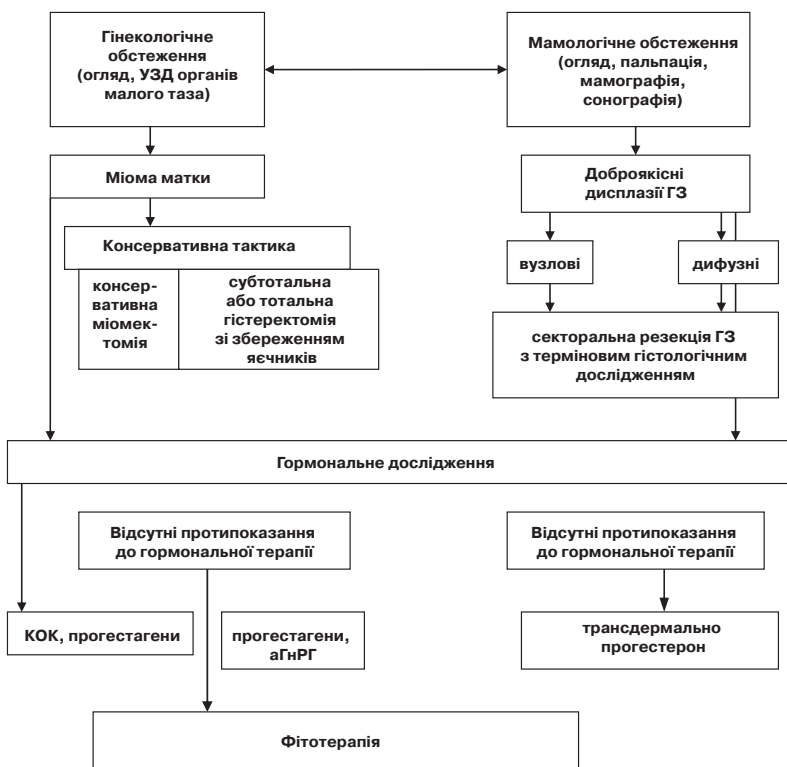 Гінекологічне
обстеження
(огляд, УЗД органів
малого таза)
Мамологічне обстеження
(огляд, пальпація,
мамографія,
сонографія)
Міома матки
Доброякісні
дисплазії ГЗ
Консервативна тактика
консер-
вативна
міомек-
томія
субтотальна
або тотальна
гістеректомія
зі збереженням
яєчників
вузлові
дифузні
секторальна резекція ГЗ
з терміновим гістологічним
дослідженням
Гормональне дослідження
Відсутні протипоказання
до гормональної терапії
Відсутні протипоказання
до гормональної терапії
КОК, прогестагени
прогестагени,
аГнРГ
трансдермально
прогестерон
Фітотерапія